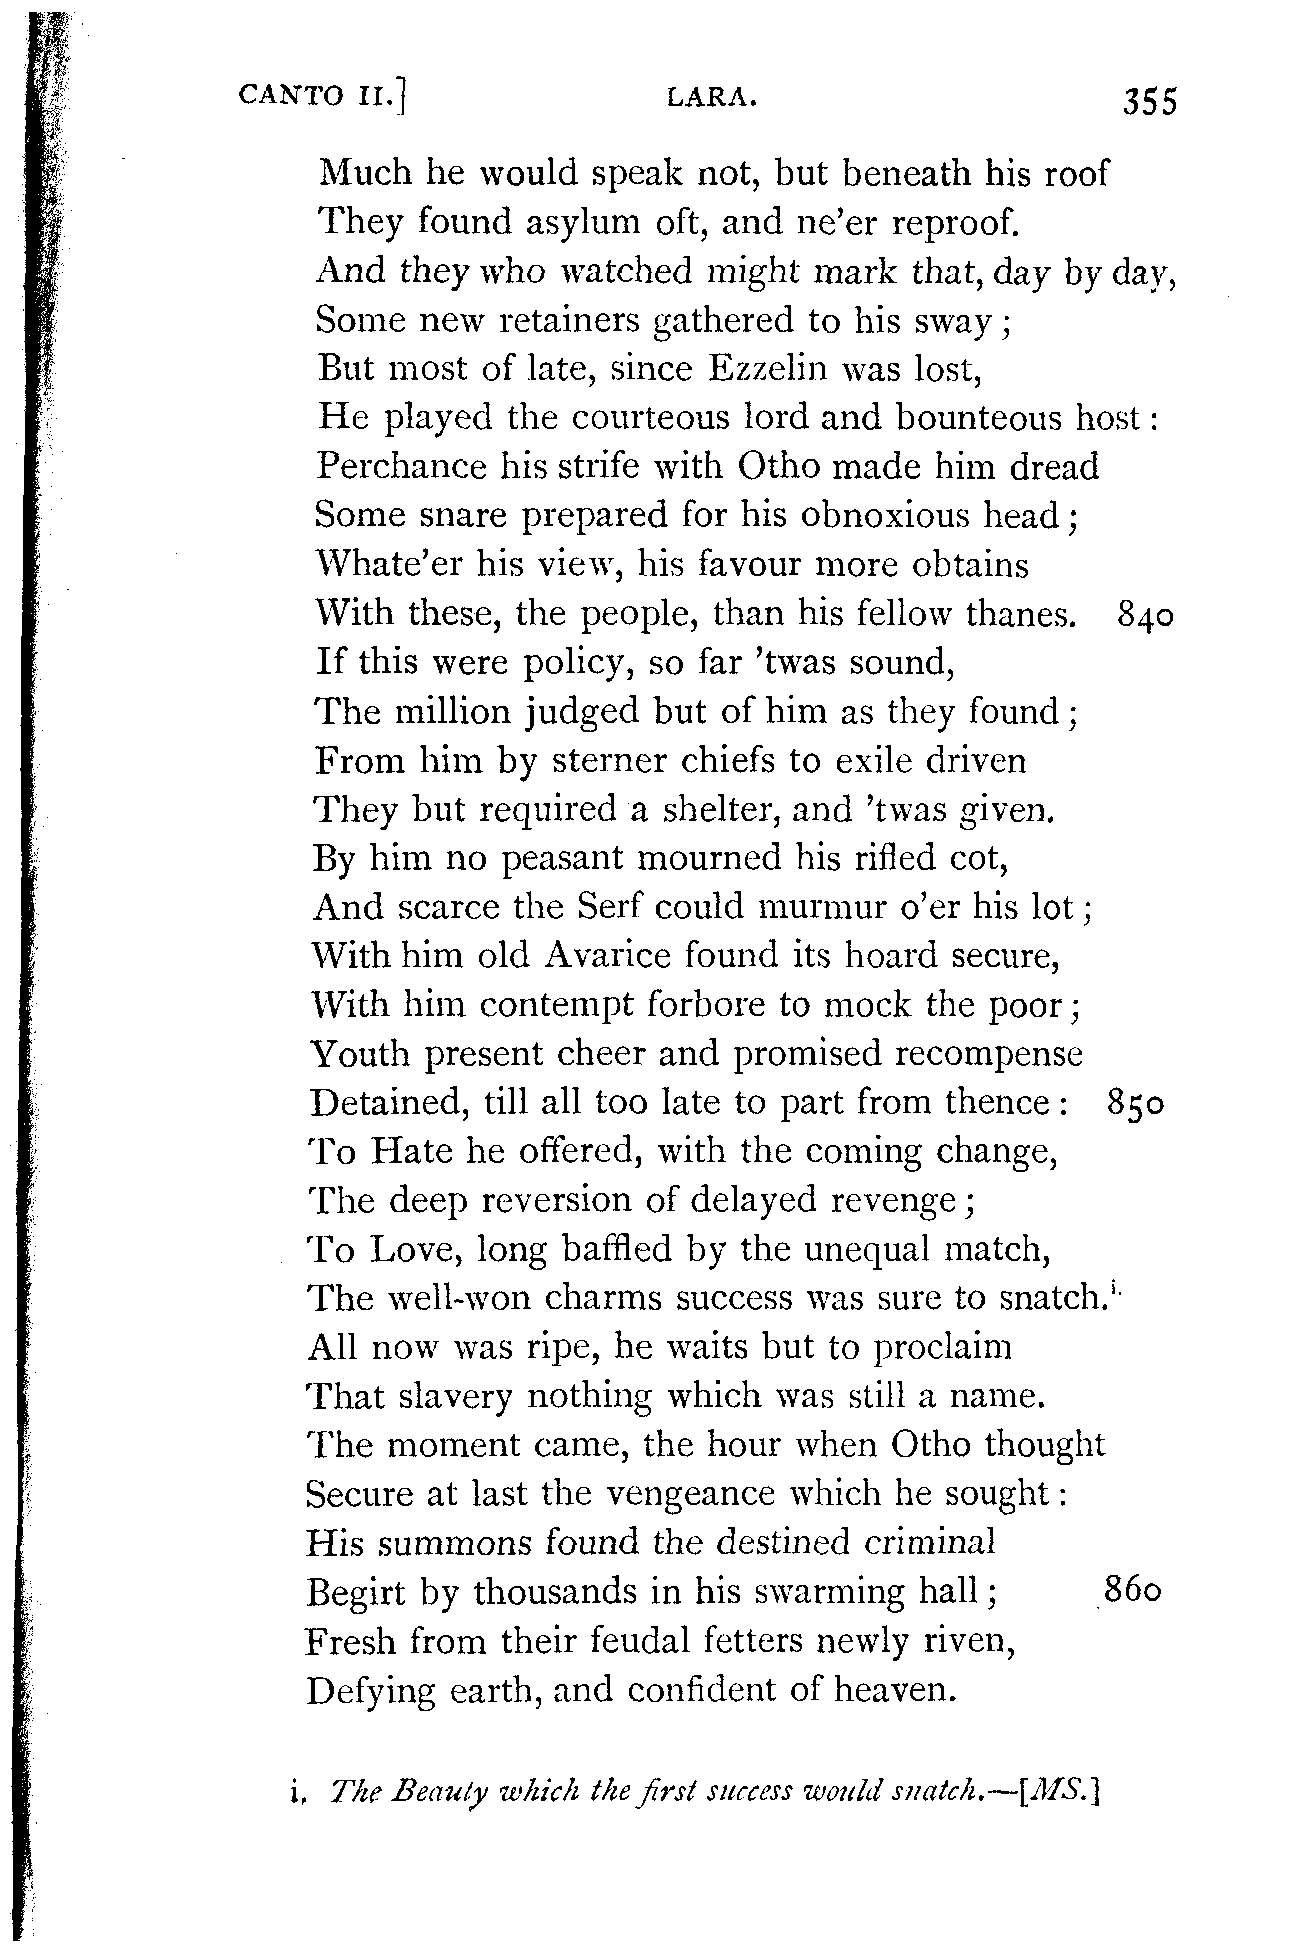 CANTO II.] LARA. 355
Much he would speak not, but beneath his roof
They found asylum oft, and ne'er reproof.
And they who watched might mark that, day by day,
Some new retainers gathered to his sway ;
But most of late, since Ezzelin was lost,
He played the courteous lord and bounteous host :
Perchance his strife with Otho made him dread
Some snare prepared for his obnoxious head ;
Whate'er his view, his favour more obtains
With these, the people, than his fellow thanes. 840
If this were policy, so far 'twas sound,
The million judged but of him as they found ;
From him by sterner chiefs to exile driven
They but required a shelter, and 'twas given.
By him no peasant mourned his rifled cot,
And scarce the Serf could murmur o'er his lot ;
With him old Avarice found its hoard secure,
With him contempt forbore to mock the poor ;
Youth present cheer and promised recompense
Detained, till all too late to part from thence : 850
To Hate he offered, with the coming change,
The deep reversion of delayed revenge ;
To Love, long baffled by the unequal match,
The well-won charms success was sure to snatch.i.
All now was ripe, he waits but to proclaim
That slavery nothing which was still a name.
The moment came, the hour when Otho thought
Secure at last the vengeance which he sought :
His summons found the destined criminal
Begirt by thousands in his swarming hall ; 860
Fresh from their feudal fetters newly riven,
Defying earth, and confident of heaven.
i. The Beauty which the first success would snatch.—[MS.]